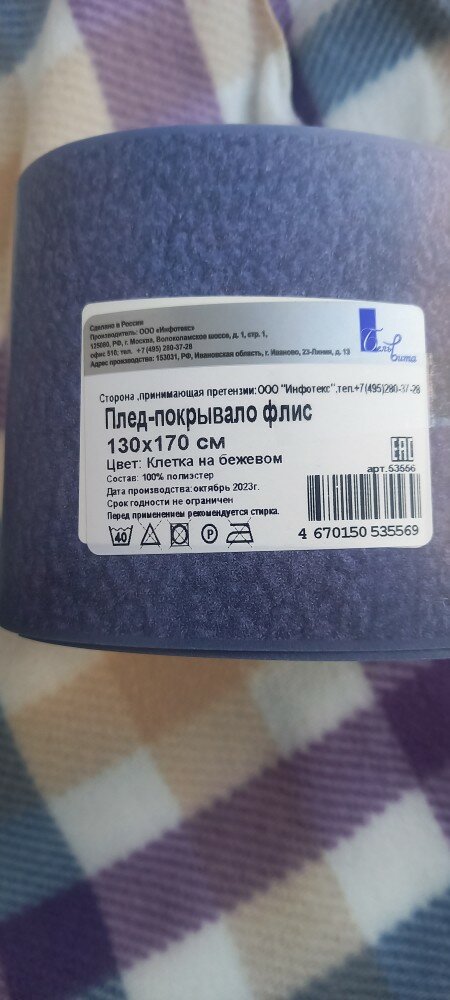 Сделано в России
Производитель: ООО «Инфотекс»
125080, РФ, г. Москва, Волоколамское шоссе, д. 1, стр. 1,
офис 510; тел. +7 (495) 280-37-28
Адрес производства: 153031, РФ, Ивановская область, г. Иваново, 23-Линия, д. 13
Бель Вита
Сторона ,принимающая претензии:ООО "Инфотекс",тел.+7(495)280-37-28
Плед-покрывало флис
130х170 см
Цвет: Клетка на бежевом
Состав: 100% полиэстер
Дата производства:октябрь 2023г.
Срок годности не ограничен
Перед применением рекомендуется стирка.
EAC
арт.53556
40
P
4 670150 535569